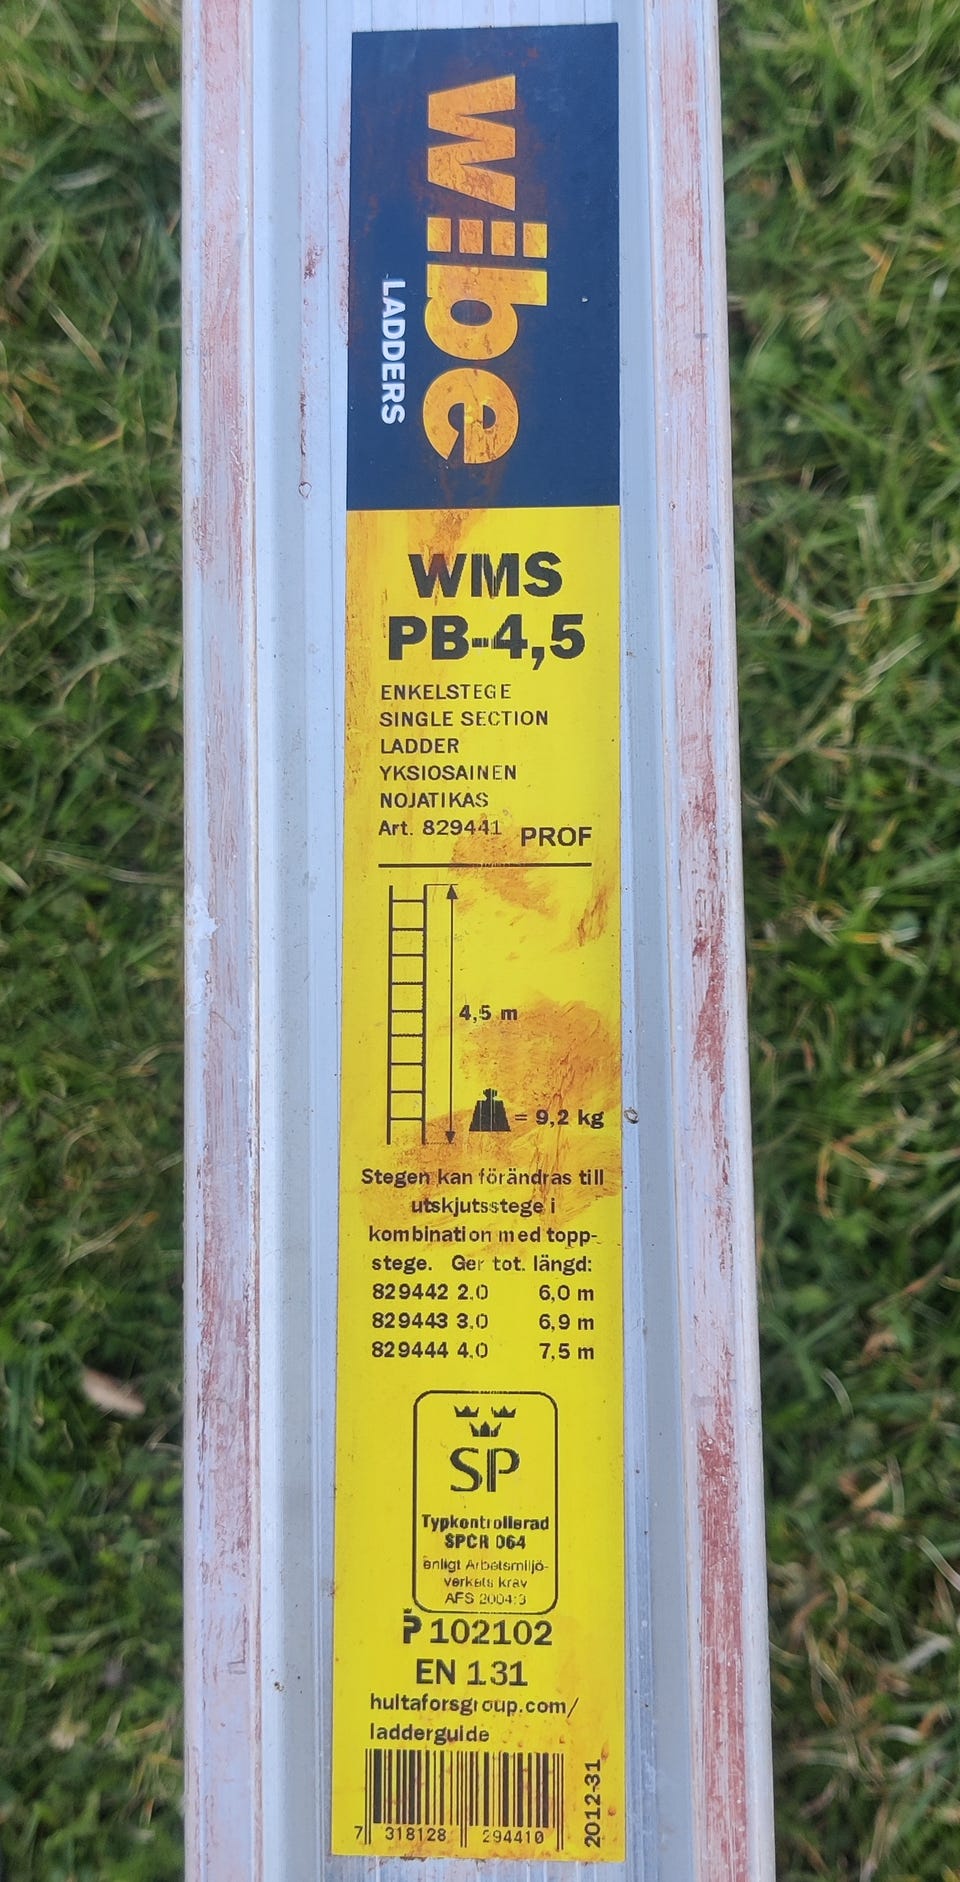 wibe
LADDERS
WMS
PB-4,5
ENKELSTEGE
SINGLE SECTION
LADDER
YKSIOSAINEN
NOJATIKAS
Art. 829441 PROF
4,5 m
= 9,2 kg
Stegen kan förändras till
utskjutsstege i
kombination med topp-
stege. Ger tot. längd:
829442 2.0 6,0 m
829443 3.0 6,9 m
829444 4.0 7,5 m
SP
Typkontrollerad
SPCR 064
enligt Arbetsmiljö-
verkets krav
AFS 2004:3
P 102102
EN 131
hultaforsgroup.com/
ladderguide
7 318128 294410
2012-31